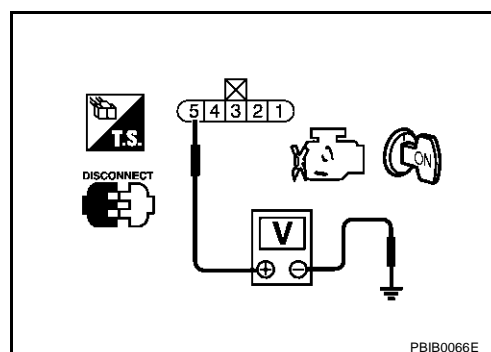 5 4 3 2 1
T.S.
ON
DISCONNECT
V
+ −
PBIB0066E